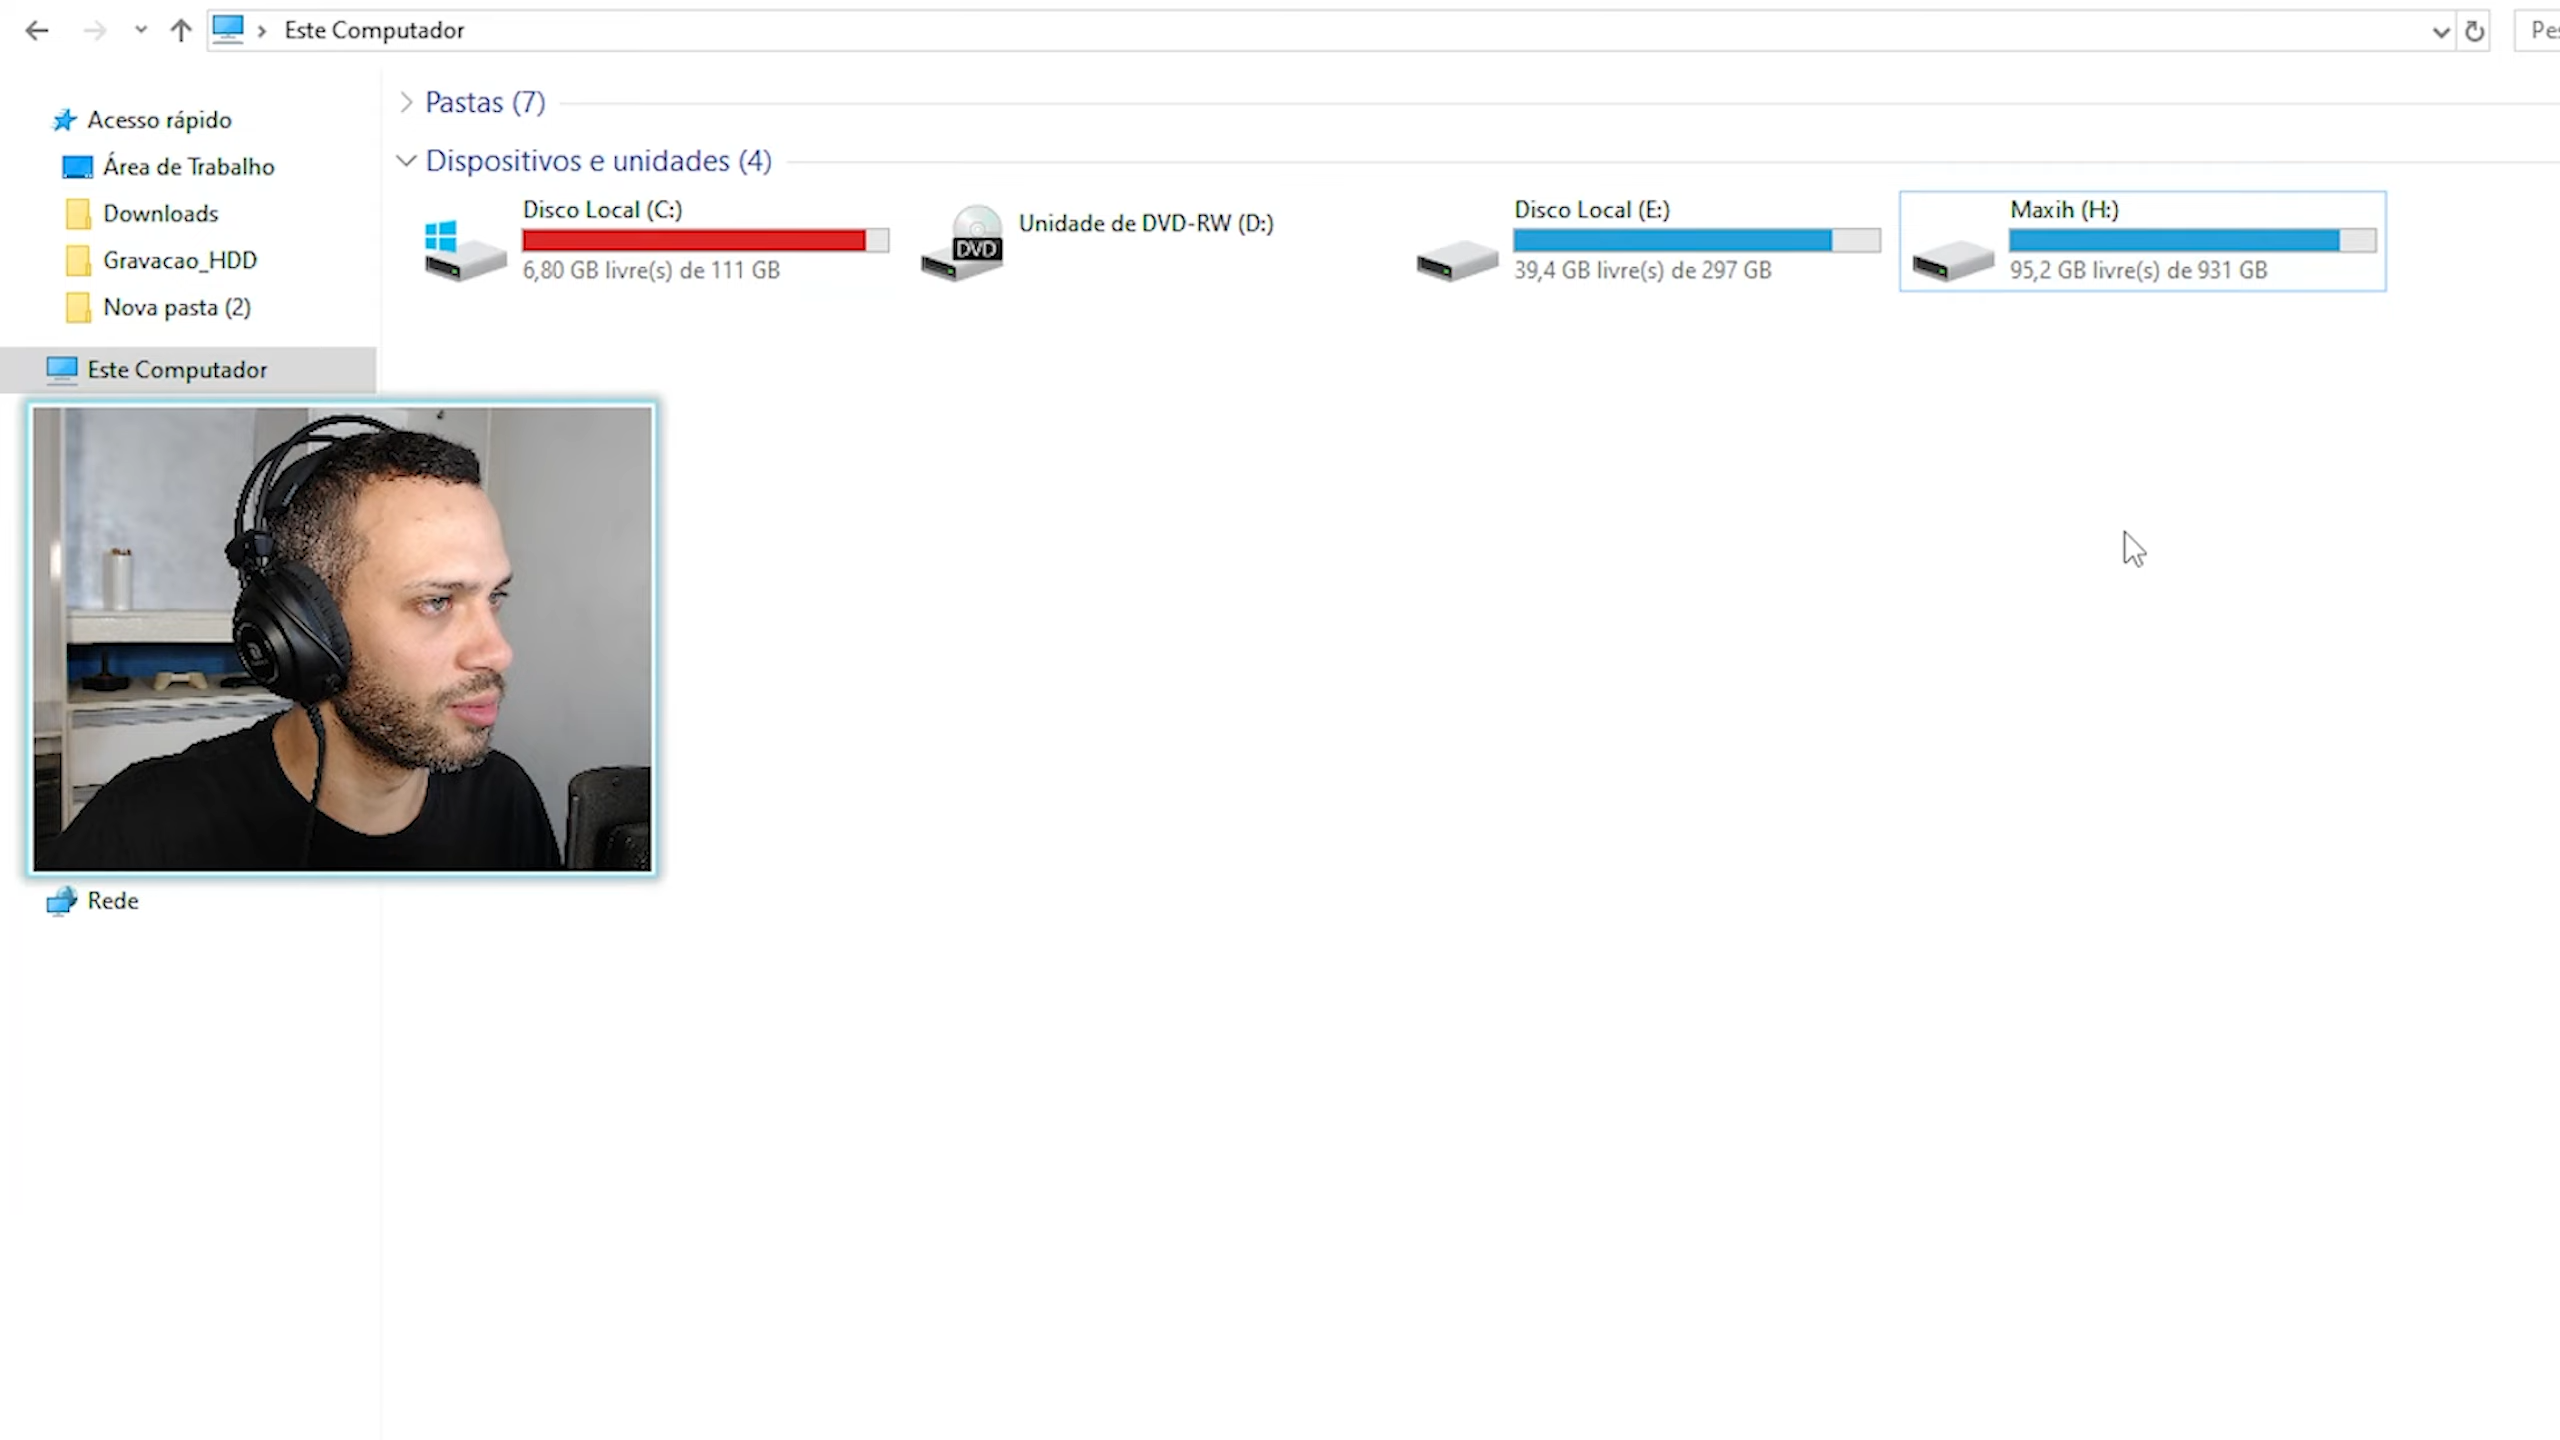 Este Computador
Pes
Acesso rápido
Área de Trabalho
Downloads
Gravacao_HDD
Nova pasta (2)
Este Computador
Rede
Pastas (7)
Dispositivos e unidades (4)
Disco Local (C:)
6,80 GB livre(s) de 111 GB
DVD
Unidade de DVD-RW (D:)
Disco Local (E:)
39,4 GB livre(s) de 297 GB
Maxih (H:)
95,2 GB livre(s) de 931 GB